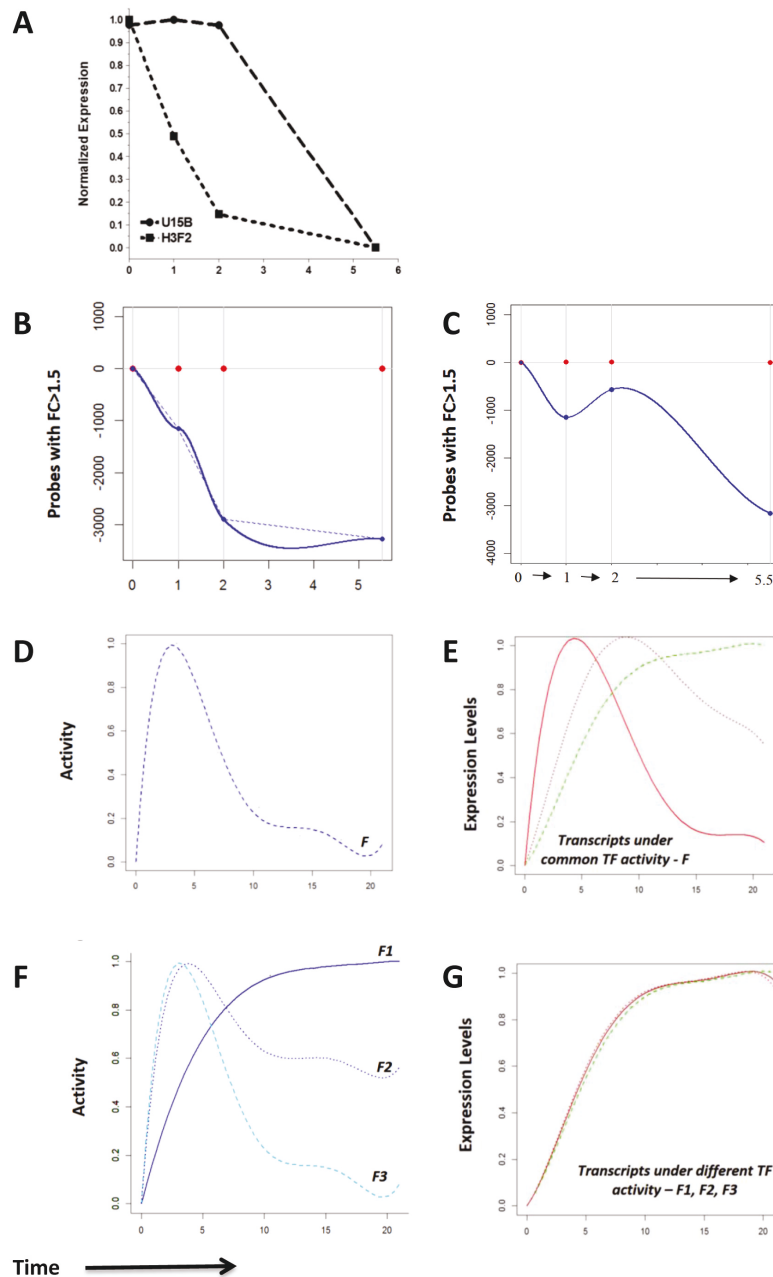 A
Normalized Expression
1.0
0.9
0.8
0.7
0.6
0.5
0.4
0.3
0.2
0.1
0.0
U15B
H3F2
0 1 2 3 4 5 6
B
Probes with FC>1.5
1000
0
-1000
-2000
-3000
0 1 2 3 4 5
C
Probes with FC>1.5
1000
0
-1000
-2000
-3000
4000
0 1 2 5.5
D
Activity
1.0
0.8
0.6
0.4
0.2
0.0
F
0 5 10 15 20
E
Expression Levels
1.0
0.8
0.6
0.4
0.2
0.0
Transcripts under
common TF activity - F
0 5 10 15 20
F
Activity
1.0
0.8
0.6
0.4
0.2
0.0
F1
F2
F3
0 5 10 15 20
G
Expression Levels
1.0
0.8
0.6
0.4
0.2
0.0
Transcripts under different TF
activity – F1, F2, F3
0 5 10 15 20
Time